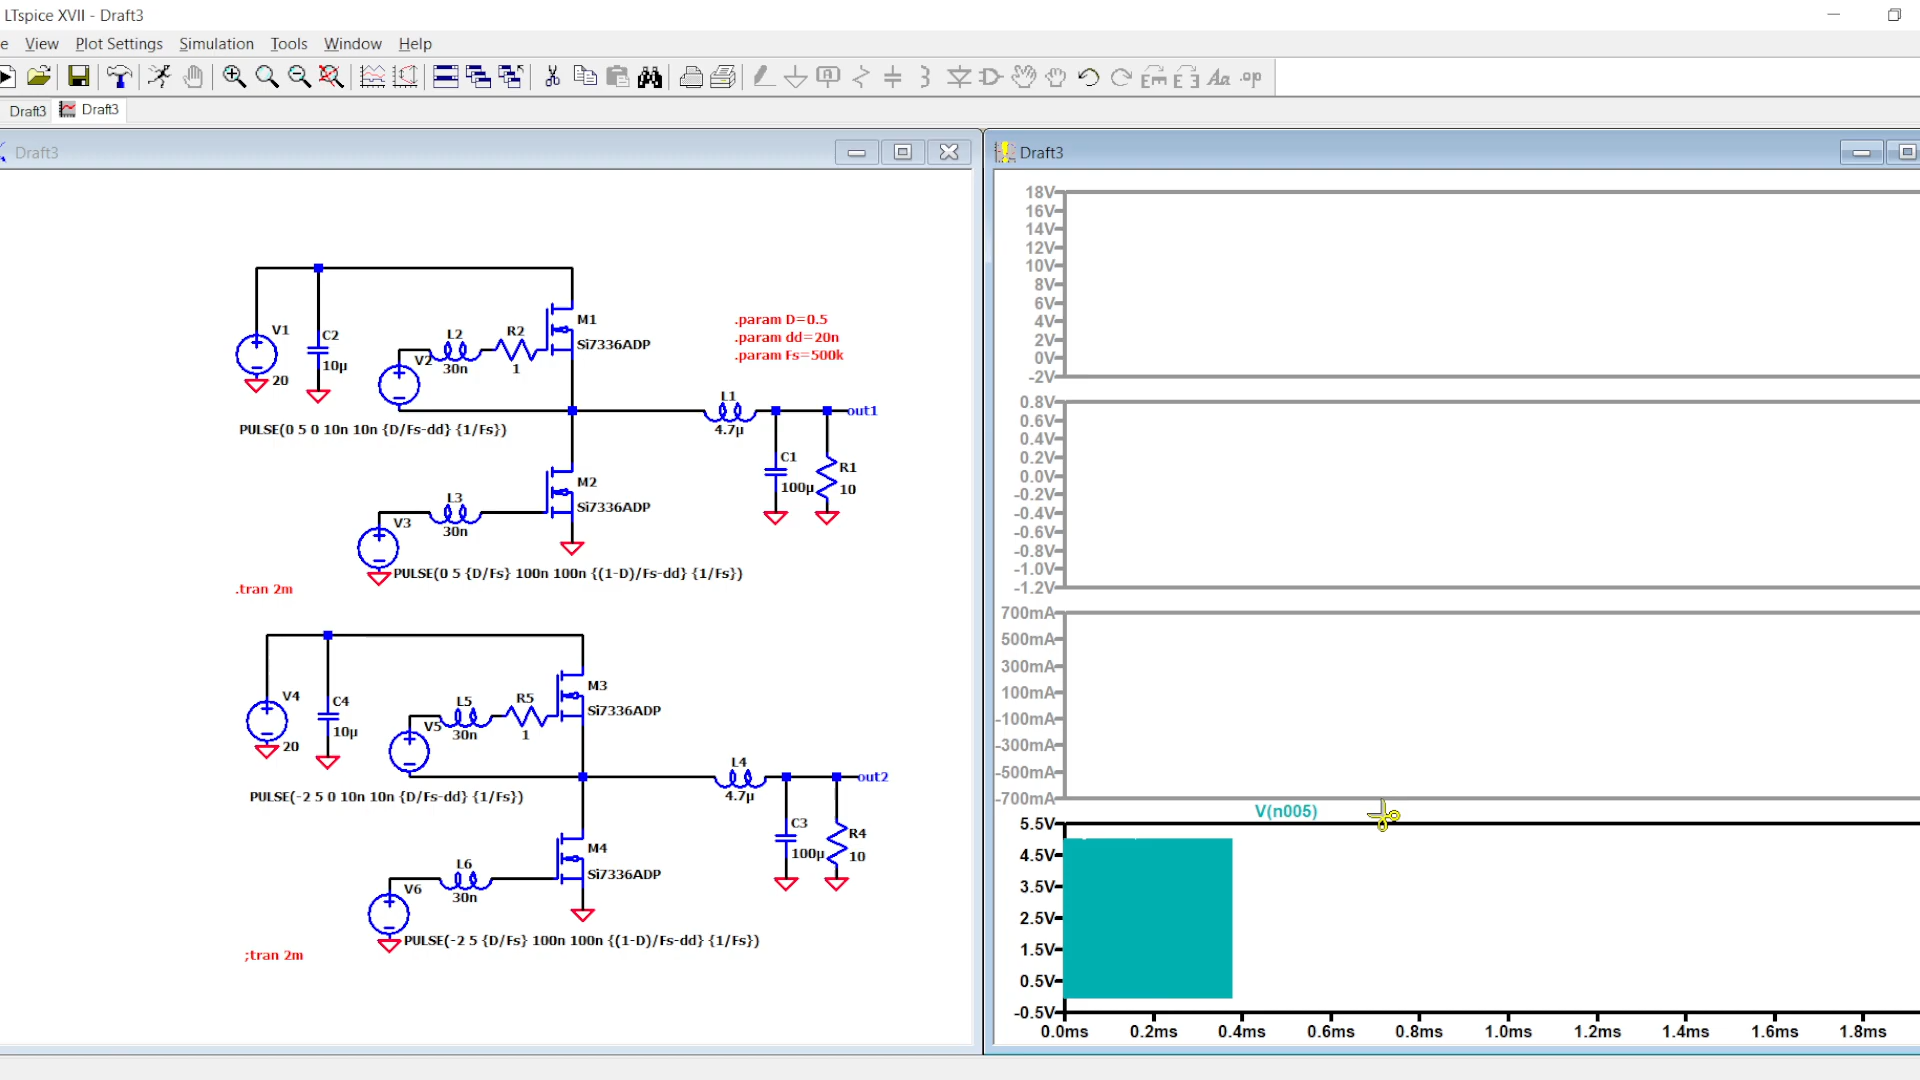 LTspice XVII - Draft3
e View Plot Settings Simulation Tools Window Help
Aa .op
Draft3 Draft3
Draft3
Draft3
V1
20
C2
10µ
V2
L2
30n
R2
1
M1
Si7336ADP
.param D=0.5
.param dd=20n
.param Fs=500k
L1
4.7µ
out1
PULSE(0 5 0 10n 10n {D/Fs-dd} {1/Fs})
C1
100µ
R1
10
M2
Si7336ADP
L3
30n
V3
PULSE(0 5 {D/Fs} 100n 100n {(1-D)/Fs-dd} {1/Fs})
.tran 2m
V4
20
C4
10µ
V5
L5
30n
R5
1
M3
Si7336ADP
L4
4.7µ
out2
PULSE(-2 5 0 10n 10n {D/Fs-dd} {1/Fs})
C3
100µ
R4
10
M4
Si7336ADP
L6
30n
V6
PULSE(-2 5 {D/Fs} 100n 100n {(1-D)/Fs-dd} {1/Fs})
;tran 2m
18V
16V
14V
12V
10V
8V
6V
4V
2V
0V
-2V
0.8V
0.6V
0.4V
0.2V
0.0V
-0.2V
-0.4V
-0.6V
-0.8V
-1.0V
-1.2V
700mA
500mA
300mA
100mA
-100mA
-300mA
-500mA
-700mA
V(n005)
5.5V
4.5V
3.5V
2.5V
1.5V
0.5V
-0.5V
0.0ms 0.2ms 0.4ms 0.6ms 0.8ms 1.0ms 1.2ms 1.4ms 1.6ms 1.8ms